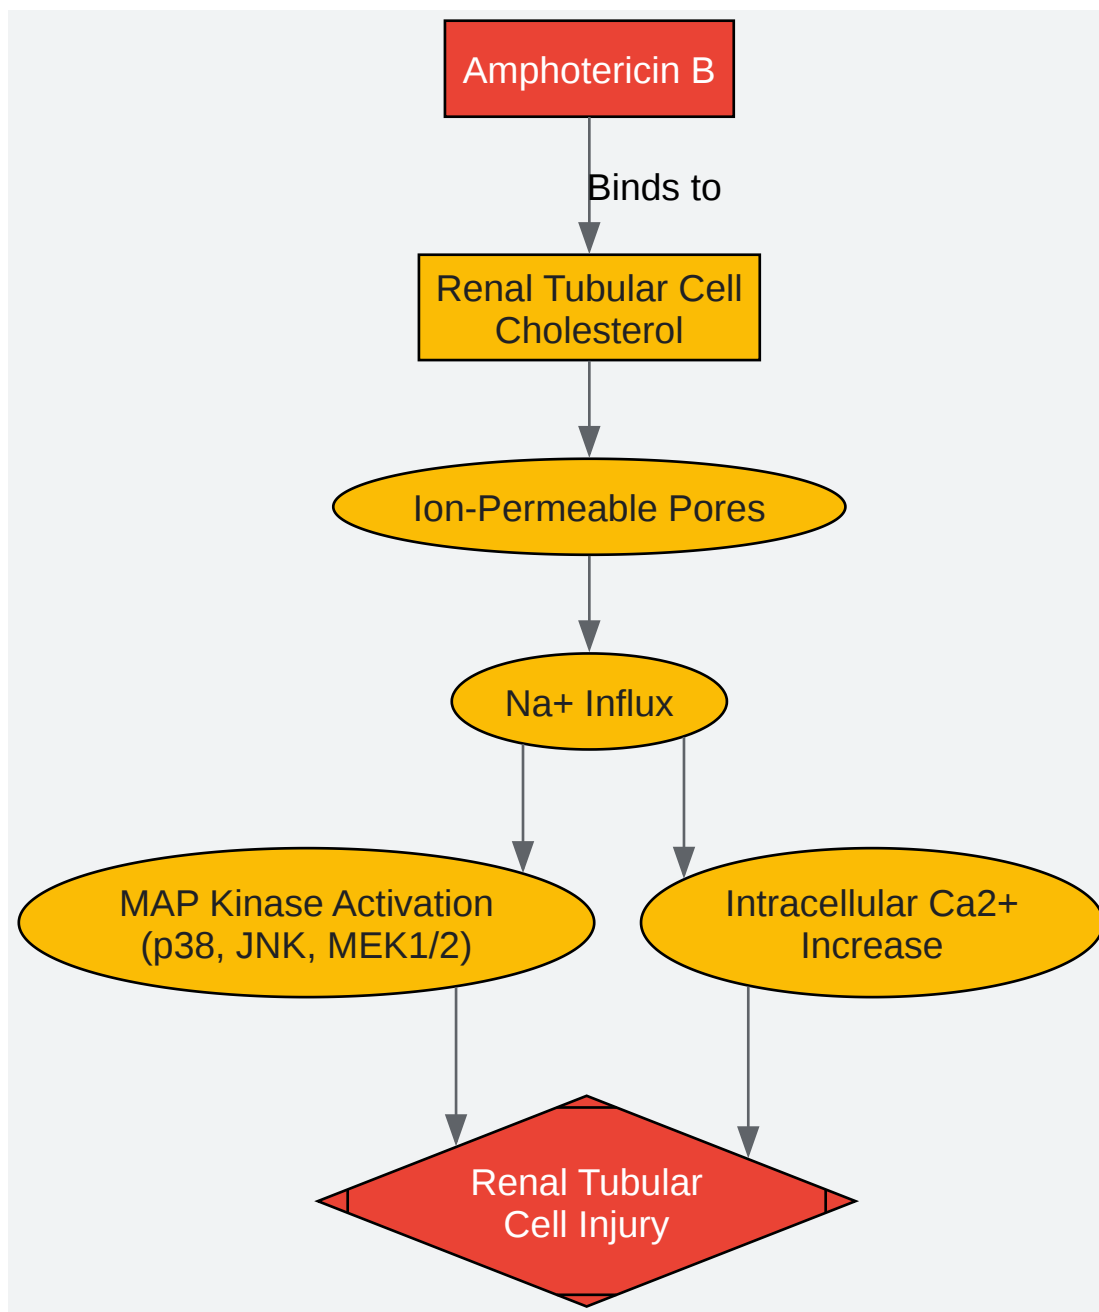 Amphotericin B
Binds to
Renal Tubular Cell
Cholesterol
Ion-Permeable Pores
Na+ Influx
MAP Kinase Activation
(p38, JNK, MEK1/2)
Intracellular Ca2+
Increase
Renal Tubular
Cell Injury